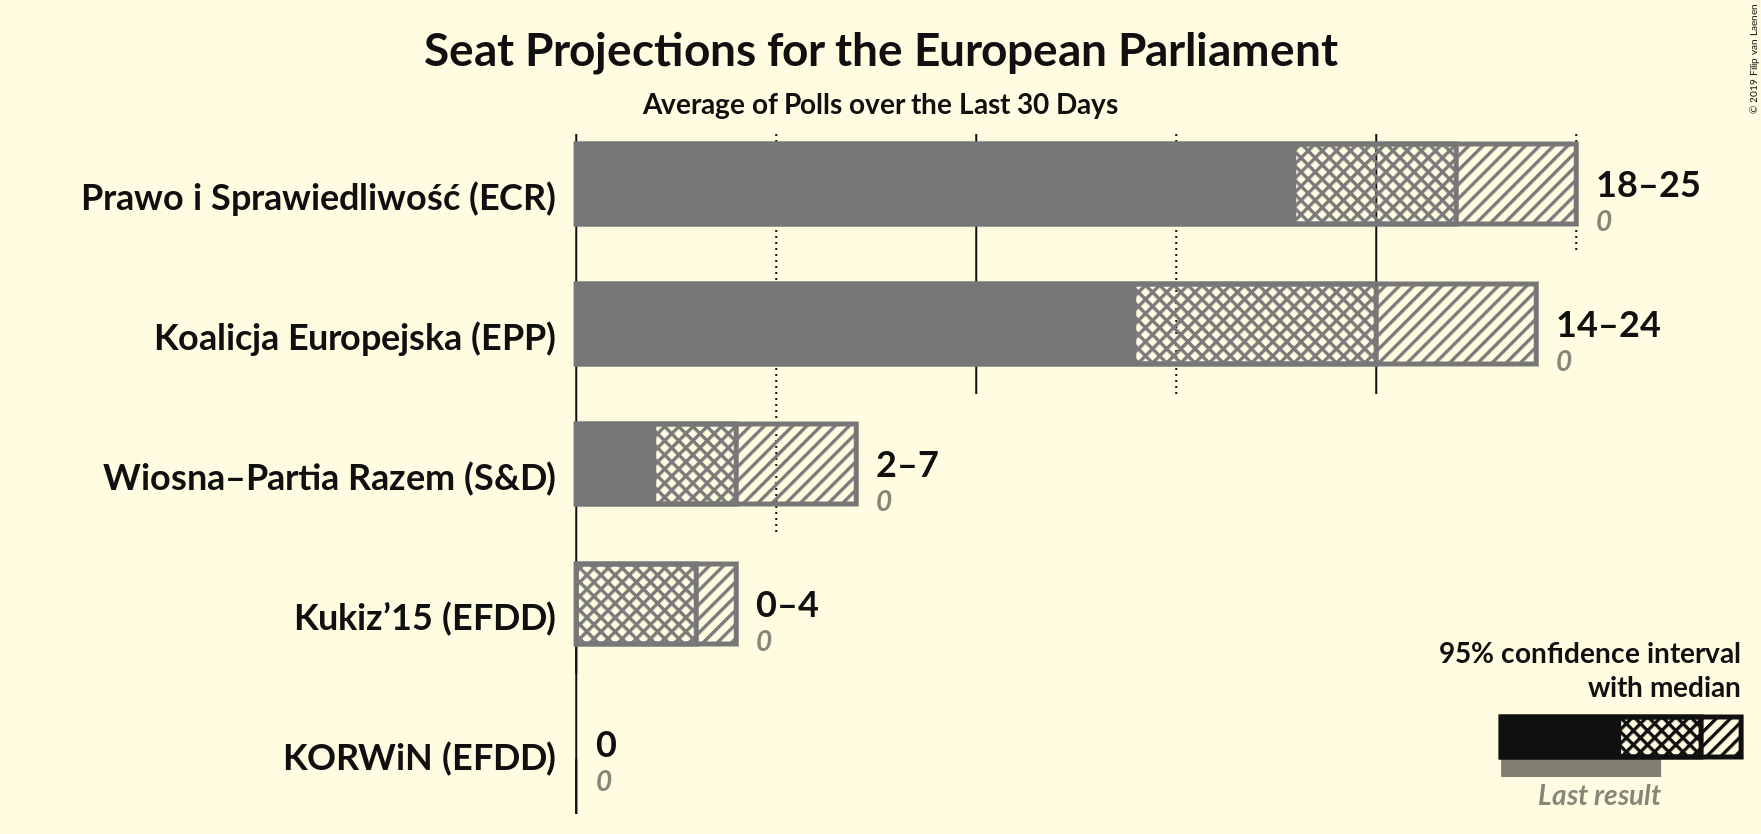 Seat Projections for the European Parliament
Average of Polls over the Last 30 Days
© 2019 Filip van Laenen
Prawo i Sprawiedliwość (ECR)
18–25
0
Koalicja Europejska (EPP)
14–24
0
Wiosna–Partia Razem (S&D)
2–7
0
Kukiz’15 (EFDD)
0–4
0
KORWiN (EFDD)
0
0
95% confidence interval
with median
Last result